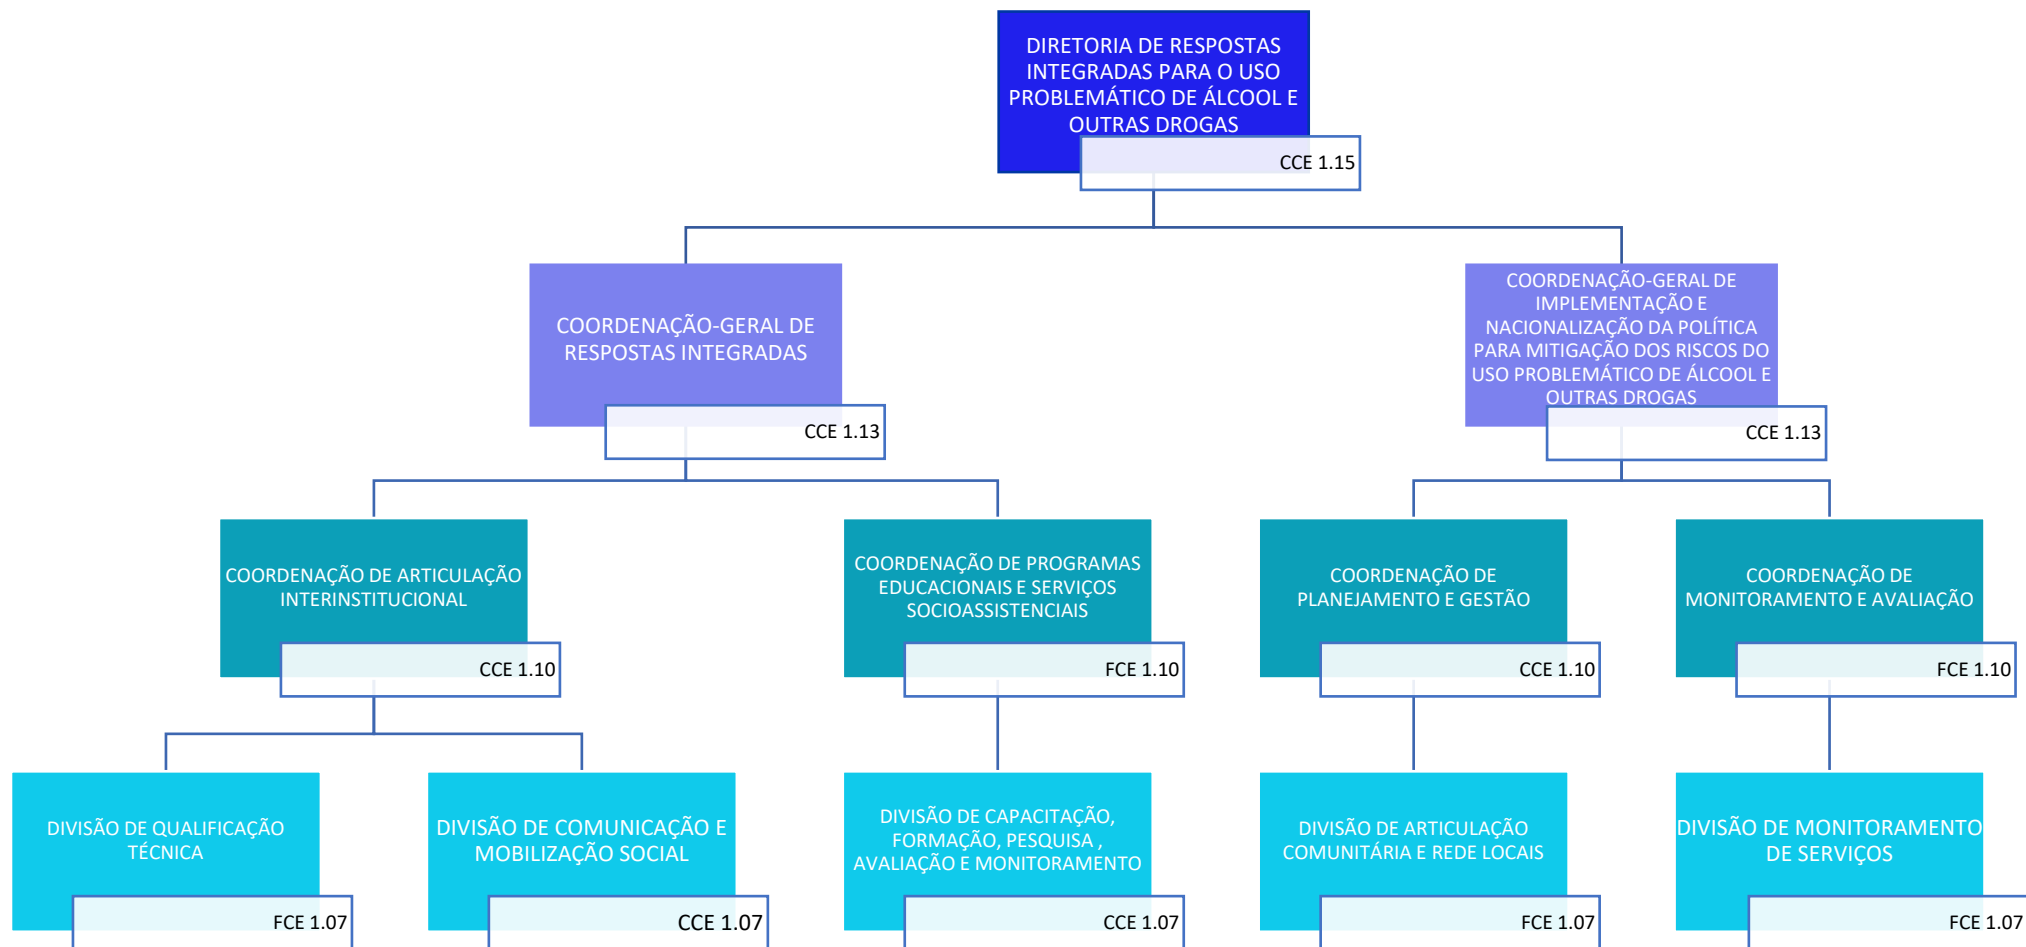 DIRETORIA DE RESPOSTAS
INTEGRADAS PARA O USO
PROBLEMÁTICO DE ÁLCOOL E
OUTRAS DROGAS
CCE 1.15
COORDENAÇÃO-GERAL DE
RESPOSTAS INTEGRADAS
CCE 1.13
COORDENAÇÃO-GERAL DE
IMPLEMENTAÇÃO E
NACIONALIZAÇÃO DA POLÍTICA
PARA MITIGAÇÃO DOS RISCOS DO
USO PROBLEMÁTICO DE ÁLCOOL E
OUTRAS DROGAS
CCE 1.13
COORDENAÇÃO DE ARTICULAÇÃO
INTERINSTITUCIONAL
CCE 1.10
COORDENAÇÃO DE PROGRAMAS
EDUCACIONAIS E SERVIÇOS
SOCIOASSISTENCIAIS
FCE 1.10
COORDENAÇÃO DE
PLANEJAMENTO E GESTÃO
CCE 1.10
COORDENAÇÃO DE
MONITORAMENTO E AVALIAÇÃO
FCE 1.10
DIVISÃO DE QUALIFICAÇÃO
TÉCNICA
FCE 1.07
DIVISÃO DE COMUNICAÇÃO E
MOBILIZAÇÃO SOCIAL
CCE 1.07
DIVISÃO DE CAPACITAÇÃO,
FORMAÇÃO, PESQUISA ,
AVALIAÇÃO E MONITORAMENTO
CCE 1.07
DIVISÃO DE ARTICULAÇÃO
COMUNITÁRIA E REDE LOCAIS
FCE 1.07
DIVISÃO DE MONITORAMENTO
DE SERVIÇOS
FCE 1.07